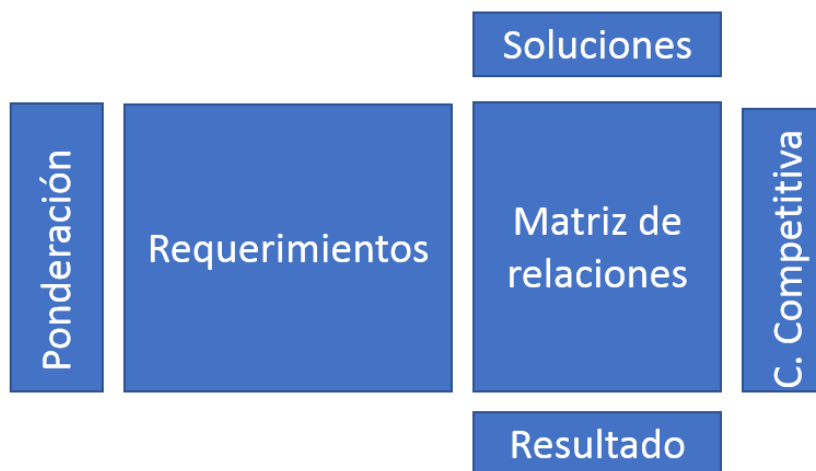 Soluciones
Ponderación
Requerimientos
Matriz de
relaciones
C. Competitiva
Resultado